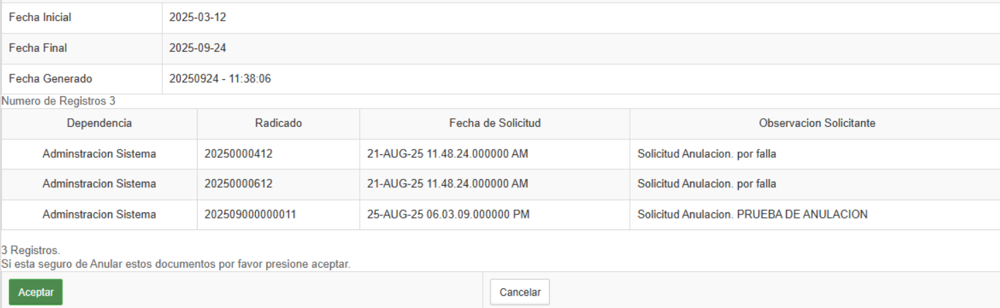 Fecha Inicial 2025-03-12
Fecha Final 2025-09-24
Fecha Generado 20250924 - 11:38:06
Numero de Registros 3
Dependencia Radicado Fecha de Solicitud Observacion Solicitante
Adminstracion Sistema 20250000412 21-AUG-25 11.48.24.000000 AM Solicitud Anulacion. por falla
Adminstracion Sistema 20250000612 21-AUG-25 11.48.24.000000 AM Solicitud Anulacion. por falla
Adminstracion Sistema 202509000000011 25-AUG-25 06.03.09.000000 PM Solicitud Anulacion. PRUEBA DE ANULACION
3 Registros.
Si esta seguro de Anular estos documentos por favor presione aceptar.
Aceptar Cancelar